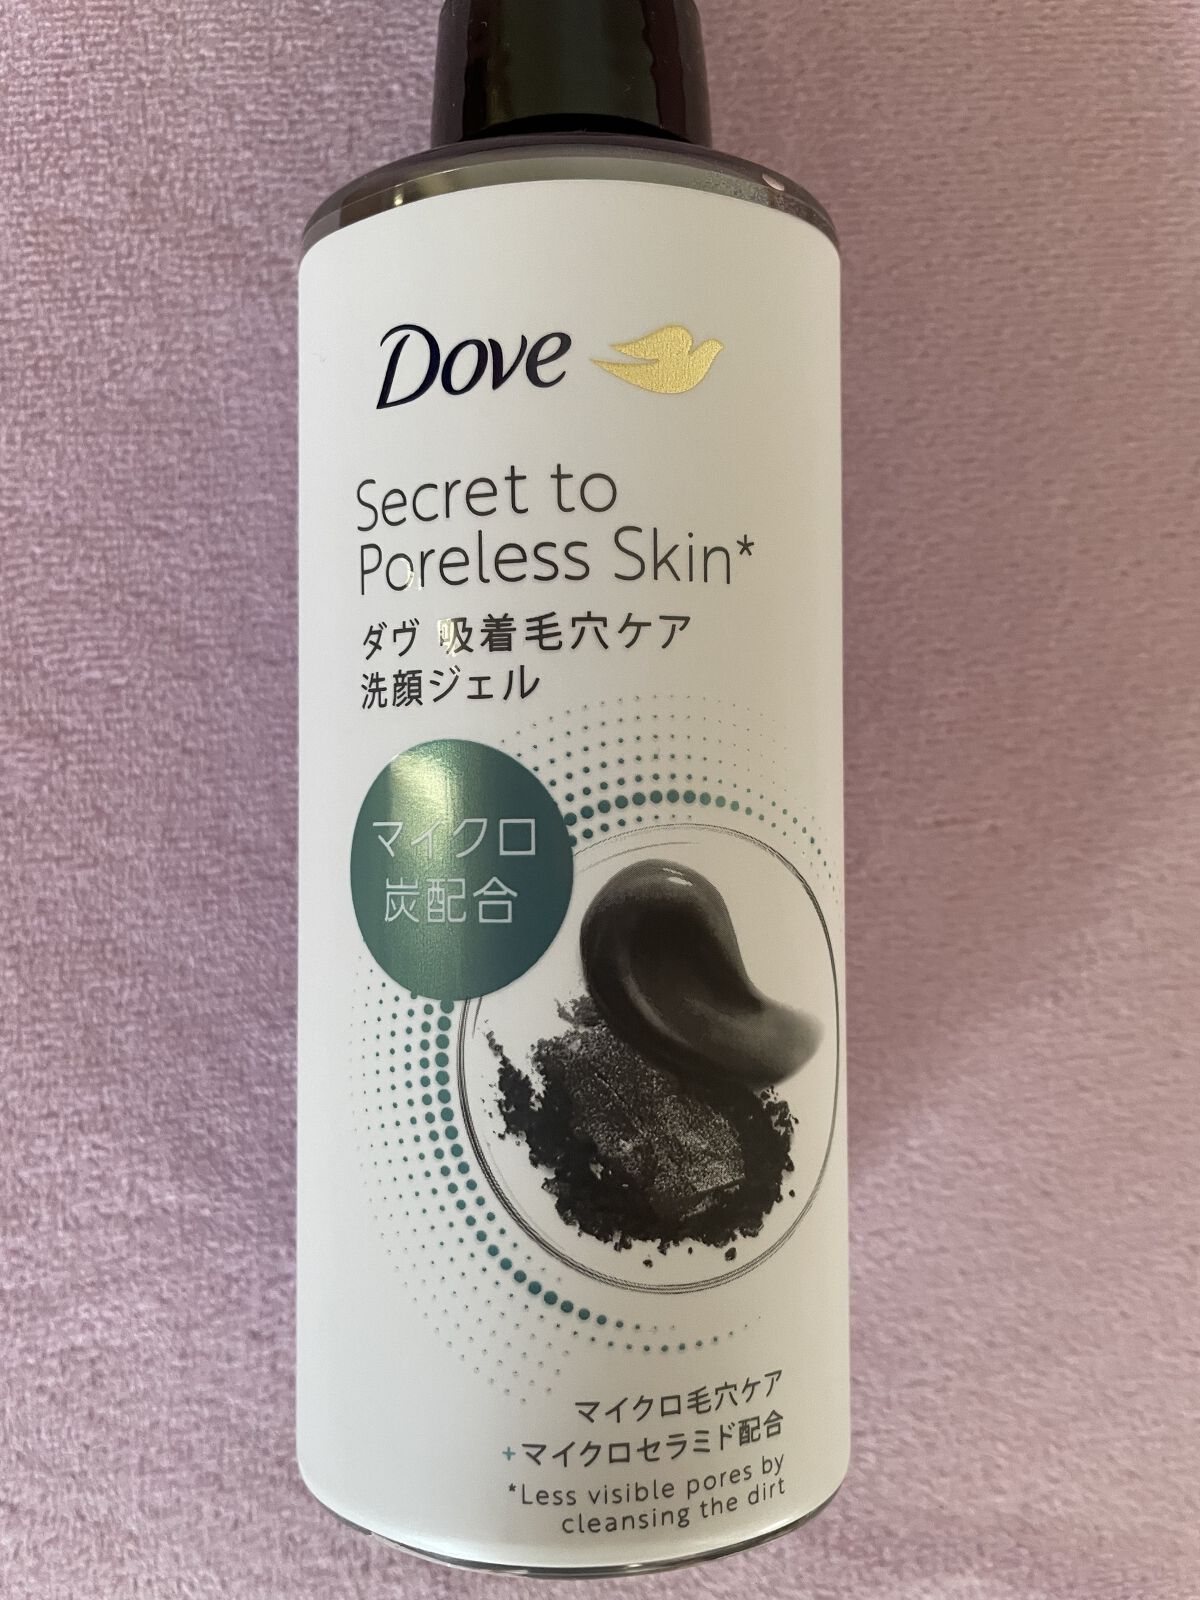 Dove
Secret to
Poreless Skin*
ダヴ 吸着毛穴ケア
洗顔ジェル
マイクロ
炭配合
マイクロ毛穴ケア
+マイクロセラミド配合
*Less visible pores by
cleansing the dirt